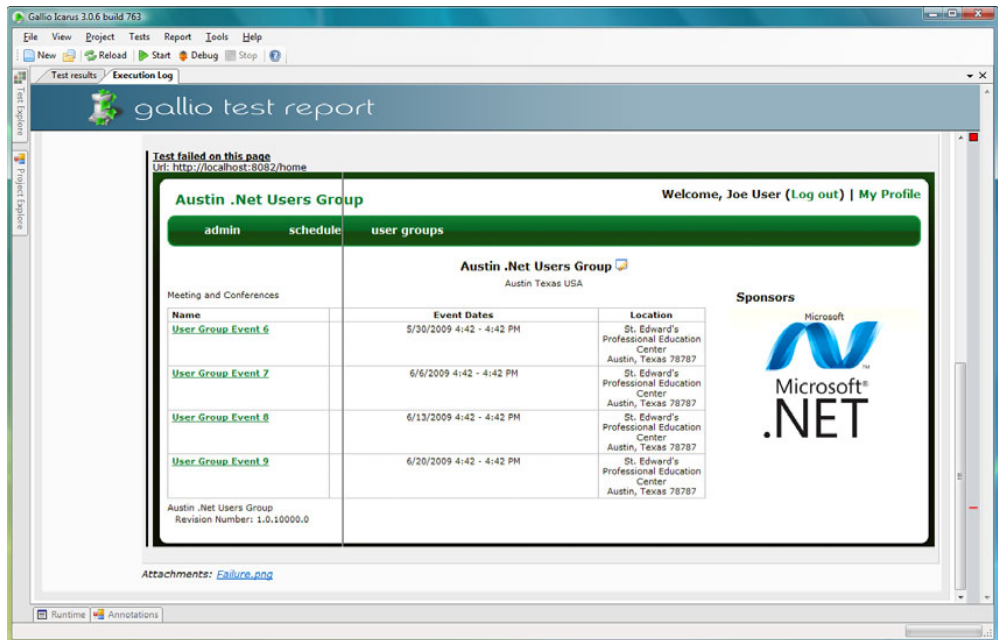 Gallio Icarus 3.0.6 build 763
File View Project Tests Report Tools Help
New Reload Start Debug Stop
Test results Execution Log
Test Explore
Project Explore
gallio test report
Test failed on this page
Url: http://localhost:8082/home
Austin .Net Users Group
Welcome, Joe User (Log out) | My Profile
admin schedule user groups
Austin .Net Users Group
Austin Texas USA
Meeting and Conferences
Sponsors
Name Event Dates Location
User Group Event 6 5/30/2009 4:42 - 4:42 PM St. Edward's
Professional Education
Center
Austin, Texas 78787
User Group Event 7 6/6/2009 4:42 - 4:42 PM St. Edward's
Professional Education
Center
Austin, Texas 78787
User Group Event 8 6/13/2009 4:42 - 4:42 PM St. Edward's
Professional Education
Center
Austin, Texas 78787
User Group Event 9 6/20/2009 4:42 - 4:42 PM St. Edward's
Professional Education
Center
Austin, Texas 78787
Microsoft
TM
Microsoft®
.NET
Austin .Net Users Group
Revision Number: 1.0.10000.0
Attachments: Failure.png
Runtime Annotations